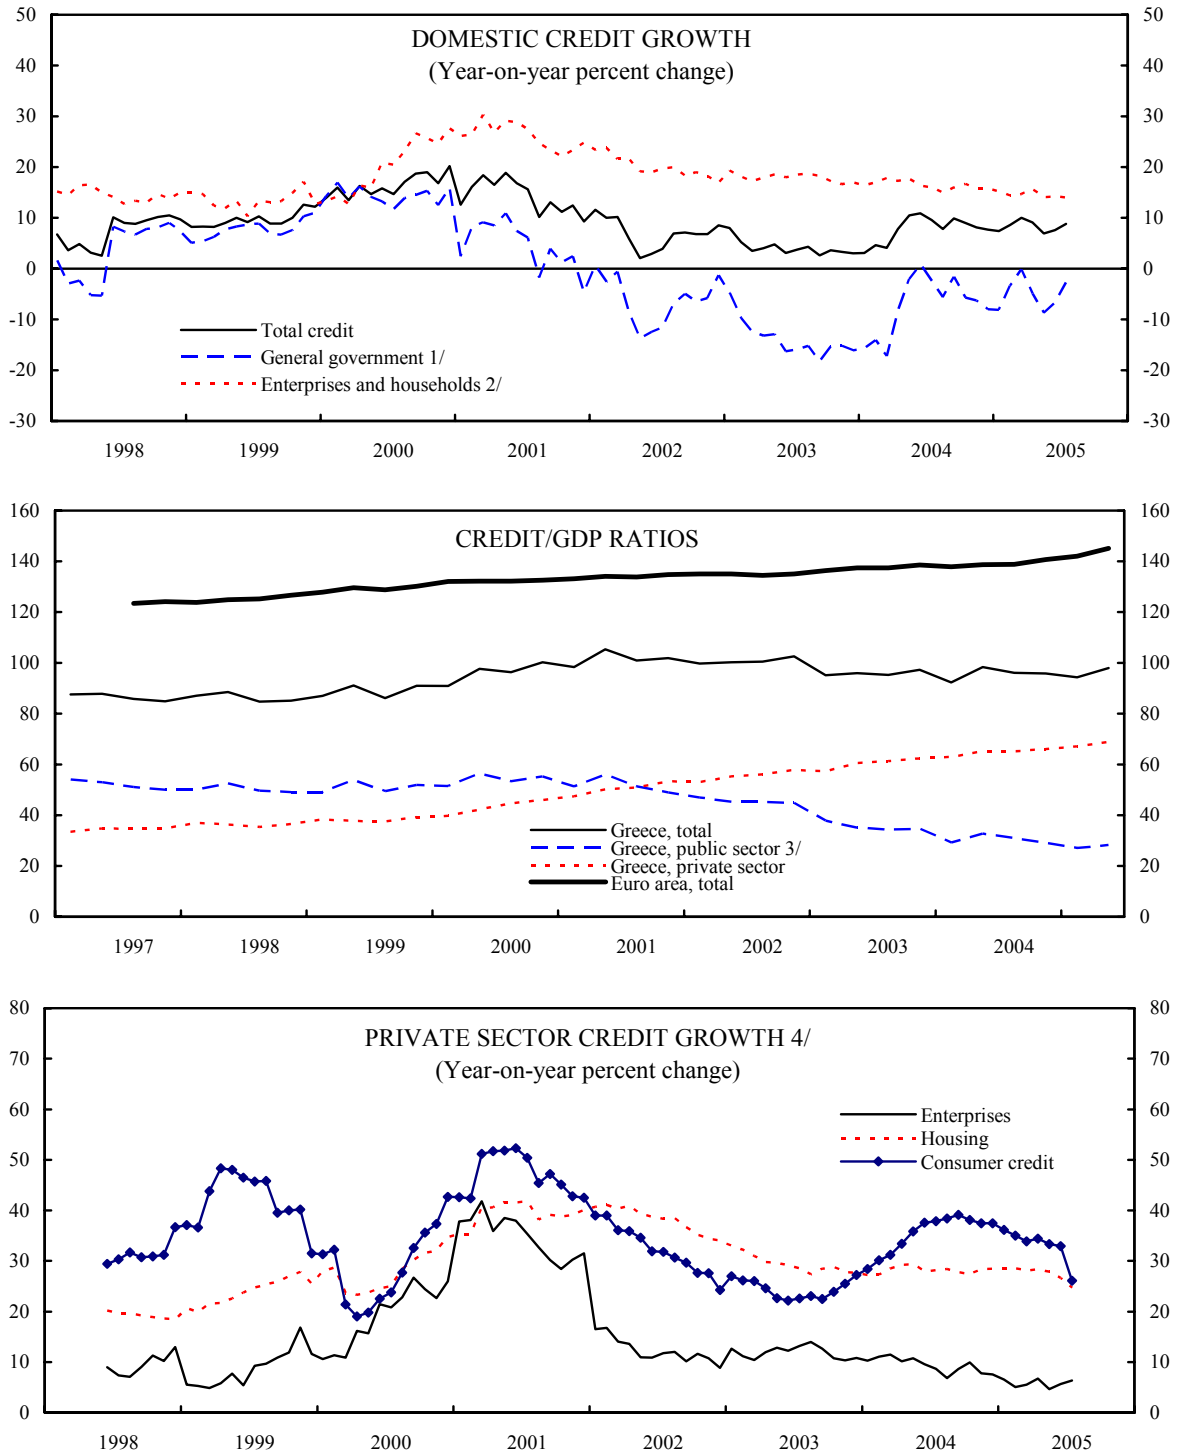 DOMESTIC CREDIT GROWTH
(Year-on-year percent change)
50 50
40 40
30 30
20 20
10 10
0 0
-10 -10
-20 -20
-30 -30
Total credit
General government 1/
Enterprises and households 2/
1998 1999 2000 2001 2002 2003 2004 2005
CREDIT/GDP RATIOS
160 160
140 140
120 120
100 100
80 80
60 60
40 40
20 20
0 0
Greece, total
Greece, public sector 3/
Greece, private sector
Euro area, total
1997 1998 1999 2000 2001 2002 2003 2004
PRIVATE SECTOR CREDIT GROWTH 4/
(Year-on-year percent change)
80 80
70 70
60 60
50 50
40 40
30 30
20 20
10 10
0 0
Enterprises
Housing
Consumer credit
1998 1999 2000 2001 2002 2003 2004 2005